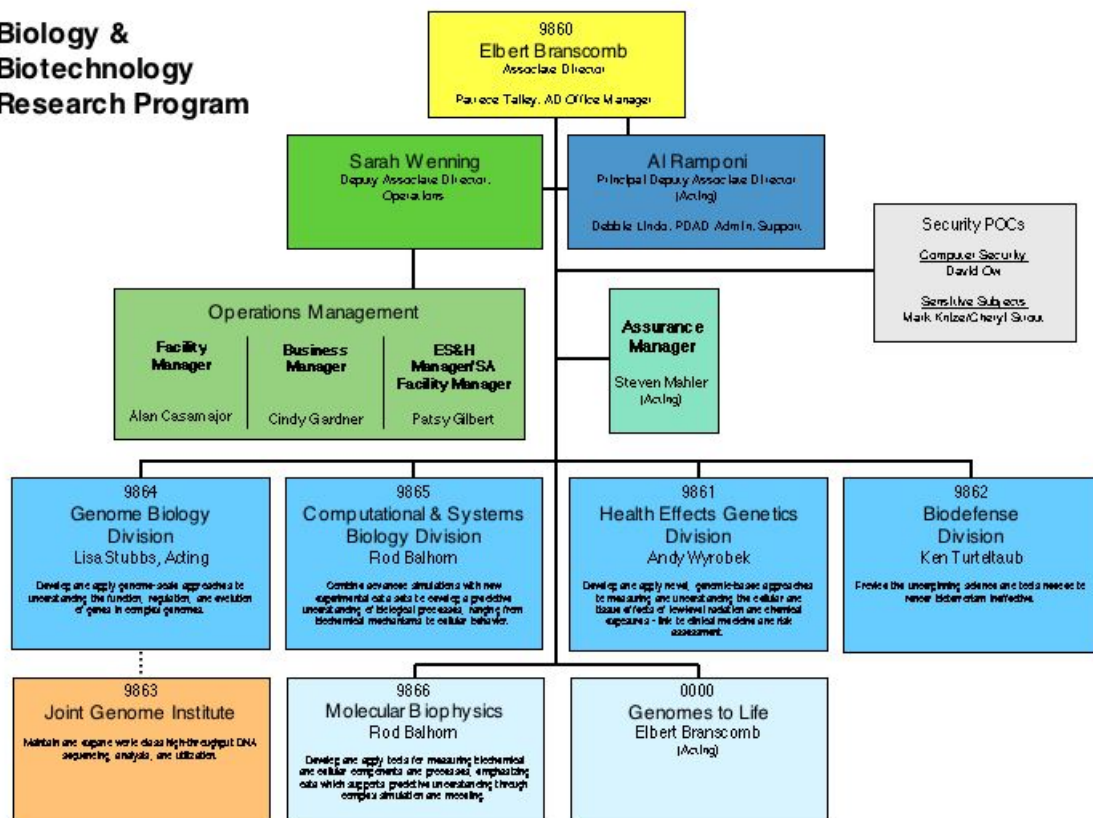 Biology &
Biotechnology
Research Program
9860
Elbert Branscomb
Associate Director
Patrece Talley, AD Office Manager
Sarah Wenning
Deputy Associate Director,
Operations
Al Ramponi
Principal Deputy Associate Director
(Acting)
Debbie Lindo, PDAD Admin. Support
Security POCs
Computer Security
David Ow
Sensitive Subjects
Mark Knize/Cheryl Strout
Operations Management
Facility
Manager
Alan Casamajor
Business
Manager
Cindy Gardner
ES&H
Manager/SA
Facility Manager
Patsy Gilbert
Assurance
Manager
Steven Mahler
(Acting)
9864
Genome Biology
Division
Lisa Stubbs, Acting
Develop and apply genome-scale approaches to
understanding the function, regulation, and evolution
of genes in complex genomes.
9865
Computational & Systems
Biology Division
Rod Balhorn
Combine advanced simulations with new
experimental data sets to develop a predictive
understanding of biological processes, ranging from
biochemical mechanisms to cellular behavior.
9861
Health Effects Genetics
Division
Andy Wyrobek
Develop and apply novel, genomic-based approaches
to measuring and understanding the cellular and
tissue effects of low-level radiation and chemical
exposures - link to clinical medicine and risk
assessment.
9862
Biodefense
Division
Ken Turteltaub
Provide the underpinning science and tools needed to
render bioterrorism ineffective.
9863
Joint Genome Institute
Maintain and expand world class high-throughput DNA
sequencing, analysis, and utilization.
9866
Molecular Biophysics
Rod Balhorn
Develop and apply tools for measuring biochemical
and cellular components and processes, emphasizing
data which supports predictive understanding through
complex simulation and modeling.
0000
Genomes to Life
Elbert Branscomb
(Acting)